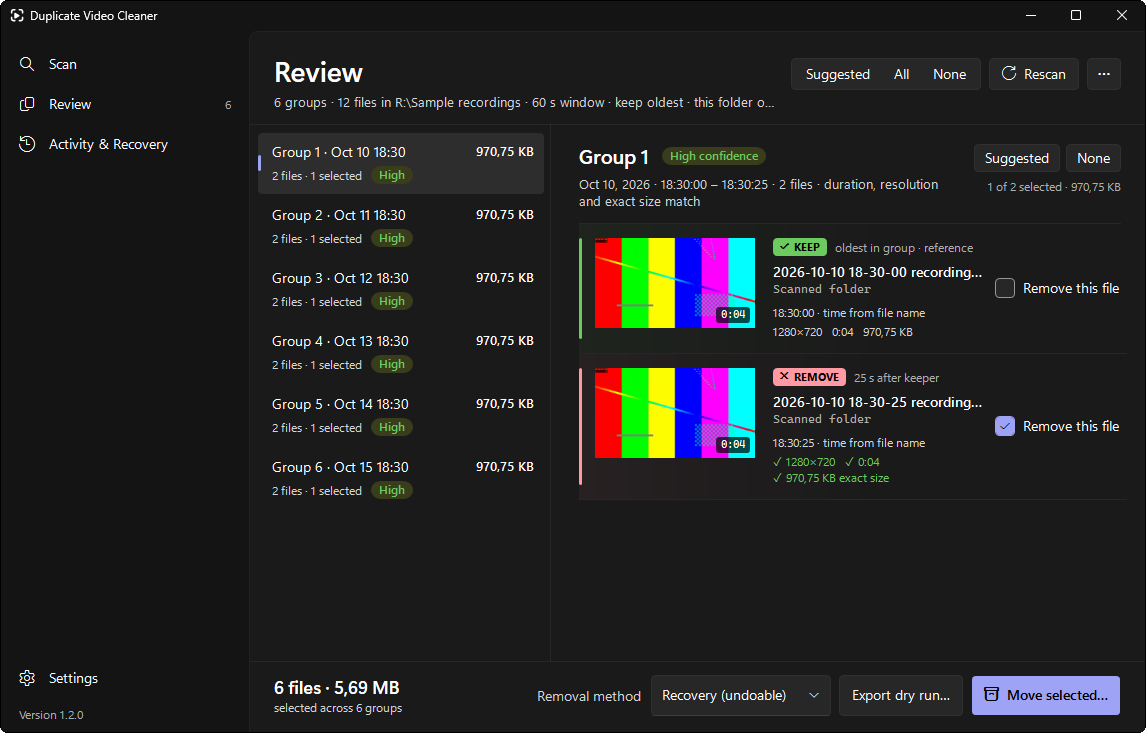 Duplicate Video Cleaner
Scan
Review 6
Activity & Recovery
Settings
Version 1.2.0
Review
6 groups · 12 files in R:\Sample recordings · 60 s window · keep oldest · this folder o...
Suggested All None
Rescan
...
Group 1 · Oct 10 18:30 970,75 KB
2 files · 1 selected High
Group 2 · Oct 11 18:30 970,75 KB
2 files · 1 selected High
Group 3 · Oct 12 18:30 970,75 KB
2 files · 1 selected High
Group 4 · Oct 13 18:30 970,75 KB
2 files · 1 selected High
Group 5 · Oct 14 18:30 970,75 KB
2 files · 1 selected High
Group 6 · Oct 15 18:30 970,75 KB
2 files · 1 selected High
Group 1 High confidence
Suggested None
Oct 10, 2026 · 18:30:00 – 18:30:25 · 2 files · duration, resolution
and exact size match
1 of 2 selected · 970,75 KB
0:04
✓ KEEP oldest in group · reference
2026-10-10 18-30-00 recording...
Scanned folder
18:30:00 · time from file name
1280×720 0:04 970,75 KB
Remove this file
0:04
✕ REMOVE 25 s after keeper
2026-10-10 18-30-25 recording...
Scanned folder
18:30:25 · time from file name
✓ 1280×720 ✓ 0:04
✓ 970,75 KB exact size
Remove this file
6 files · 5,69 MB
selected across 6 groups
Removal method
Recovery (undoable)
Export dry run...
Move selected...